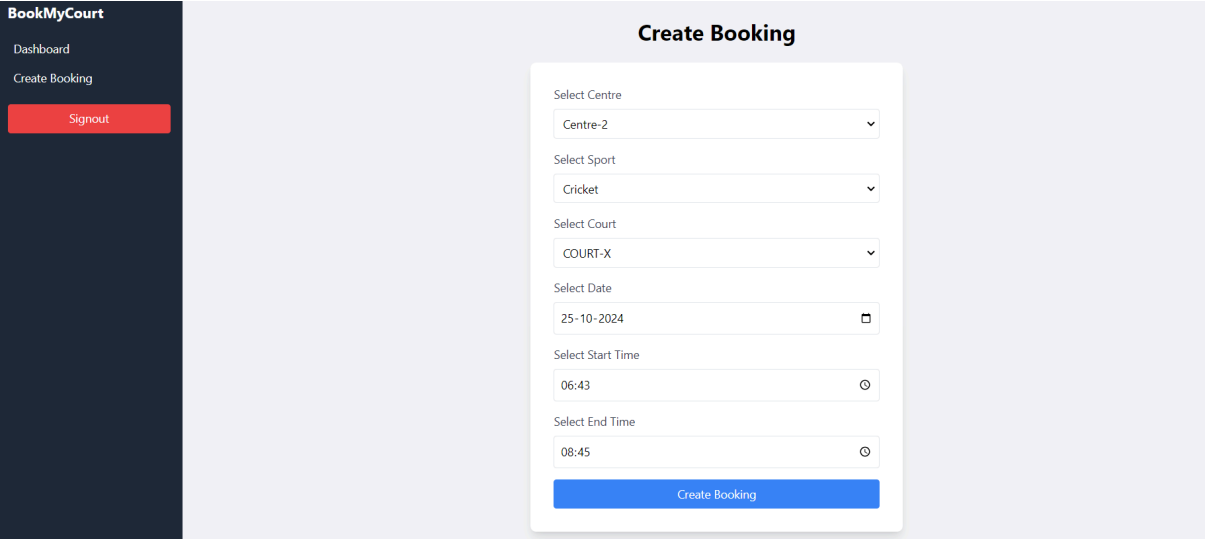 BookMyCourt
Dashboard
Create Booking
Signout
Create Booking
Select Centre
Centre-2
Select Sport
Cricket
Select Court
COURT-X
Select Date
25-10-2024
Select Start Time
06:43
Select End Time
08:45
Create Booking